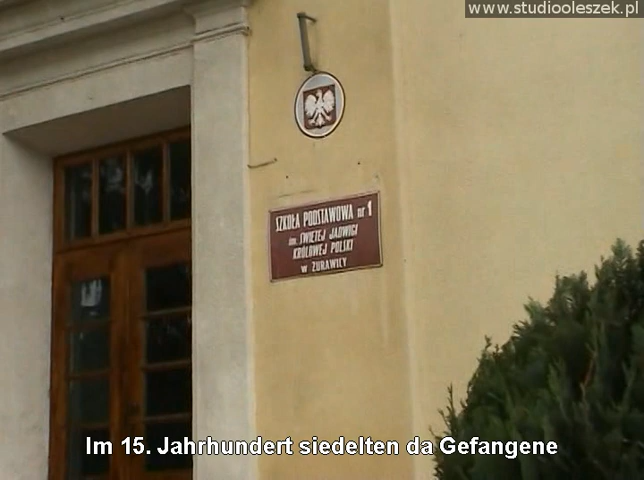 www.studiooleszek.pl
SZKOŁA PODSTAWOWA nr 1
im. ŚWIĘTEJ JADWIGI
KRÓLOWEJ POLSKI
w ŻURAWICY
Im 15. Jahrhundert siedelten da Gefangene